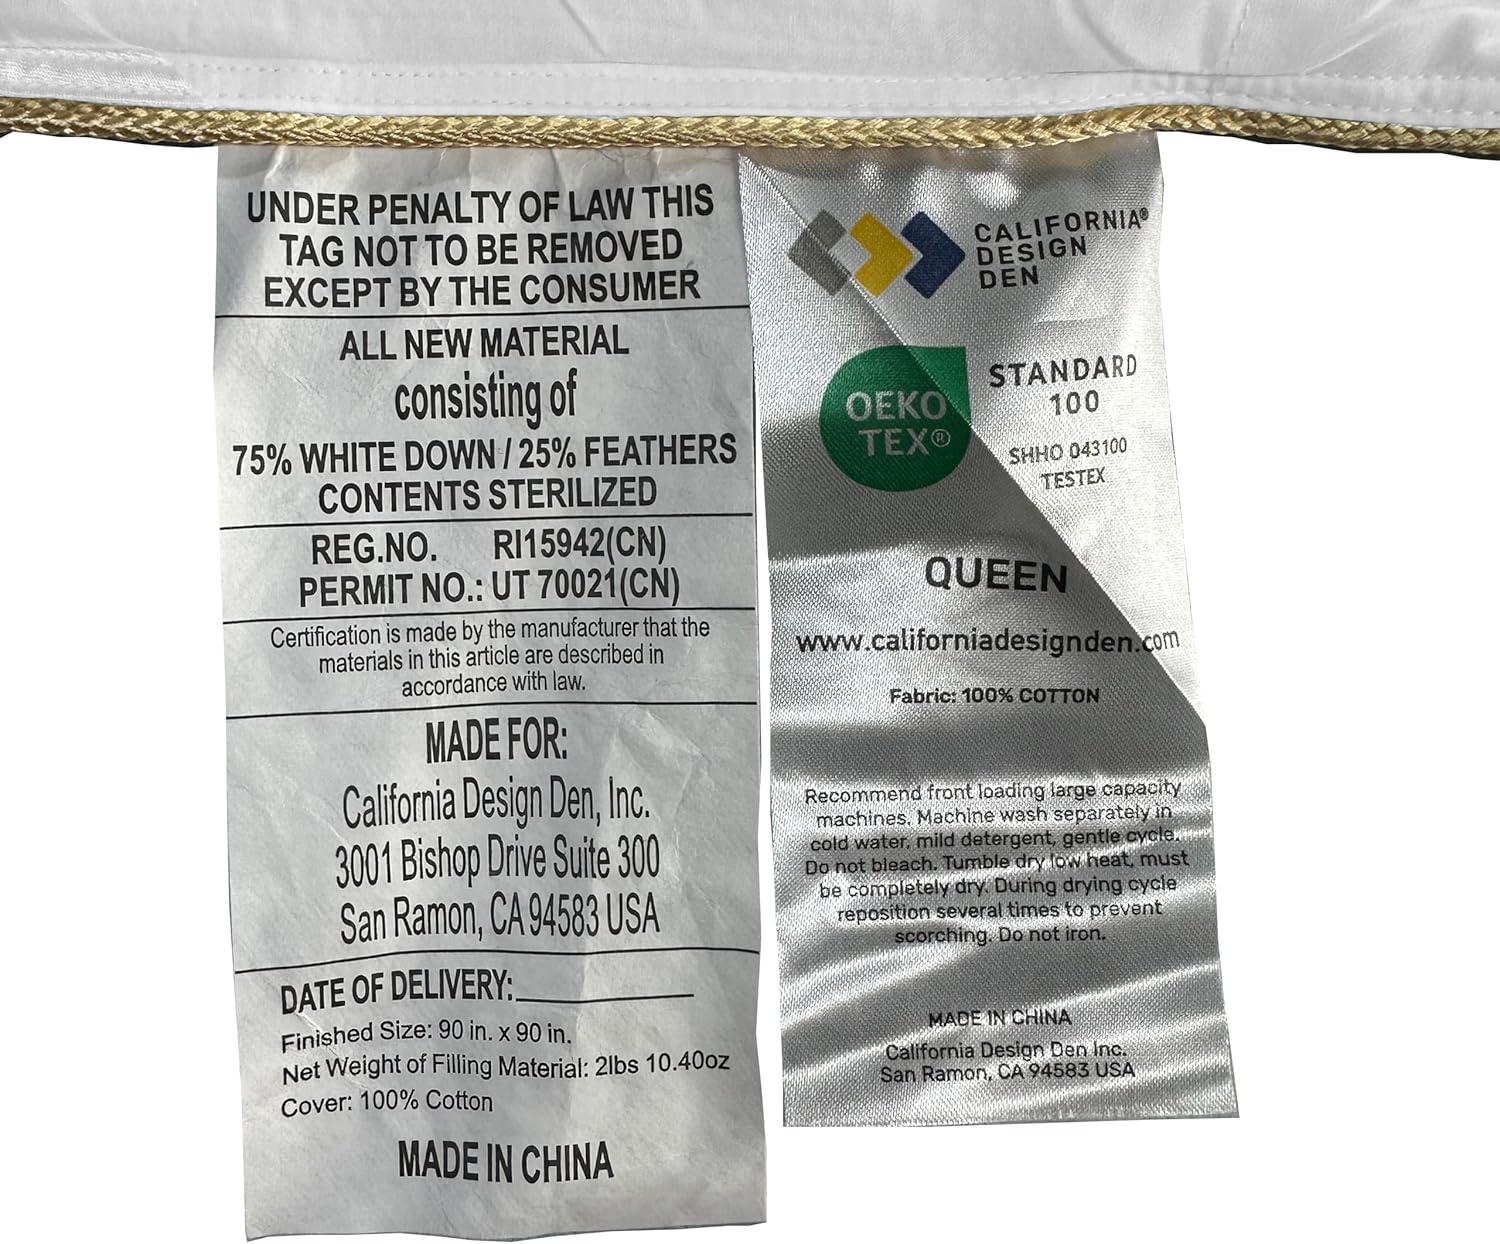 UNDER PENALTY OF LAW THIS
TAG NOT TO BE REMOVED
EXCEPT BY THE CONSUMER
ALL NEW MATERIAL
consisting of
75% WHITE DOWN / 25% FEATHERS
CONTENTS STERILIZED
REG.NO. RI15942(CN)
PERMIT NO.: UT 70021(CN)
Certification is made by the manufacturer that the
materials in this article are described in
accordance with law.
MADE FOR:
California Design Den, Inc.
3001 Bishop Drive Suite 300
San Ramon, CA 94583 USA
DATE OF DELIVERY:
Finished Size: 90 in. x 90 in.
Net Weight of Filling Material: 2lbs 10.40oz
Cover: 100% Cotton
MADE IN CHINA
CALIFORNIA®
DESIGN
DEN
OEKO
TEX®
STANDARD
100
SHHO 043100
TESTEX
QUEEN
www.californiadesignden.com
Fabric: 100% COTTON
Recommend front loading large capacity
machines. Machine wash separately in
cold water, mild detergent, gentle cycle.
Do not bleach. Tumble dry low heat, must
be completely dry. During drying cycle
reposition several times to prevent
scorching. Do not iron.
MADE IN CHINA
California Design Den Inc.
San Ramon, CA 94583 USA